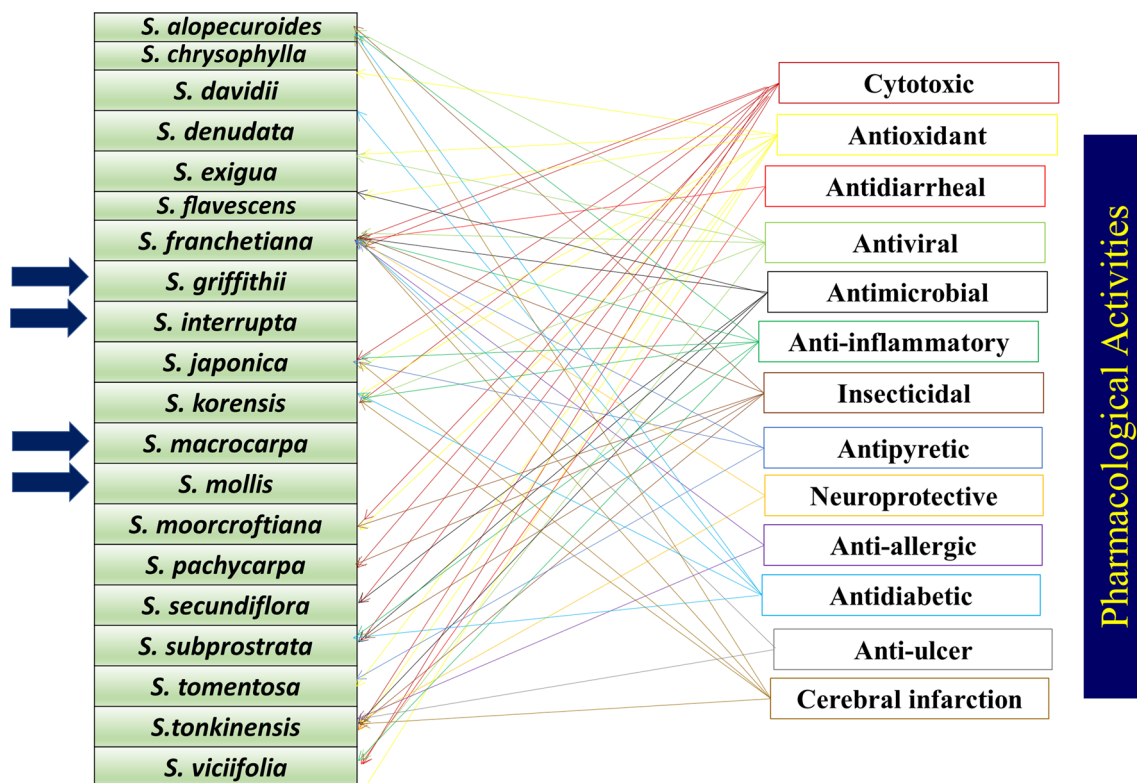 S. alopecuroides
S. chrysophylla
S. davidii
S. denudata
S. exigua
S. flavescens
S. franchetiana
S. griffithii
S. interrupta
S. japonica
S. korensis
S. macrocarpa
S. mollis
S. moorcroftiana
S. pachycarpa
S. secundiflora
S. subprostrata
S. tomentosa
S.tonkinensis
S. viciifolia
Cytotoxic
Antioxidant
Antidiarrheal
Antiviral
Antimicrobial
Anti-inflammatory
Insecticidal
Antipyretic
Neuroprotective
Anti-allergic
Antidiabetic
Anti-ulcer
Cerebral infarction
Pharmacological Activities